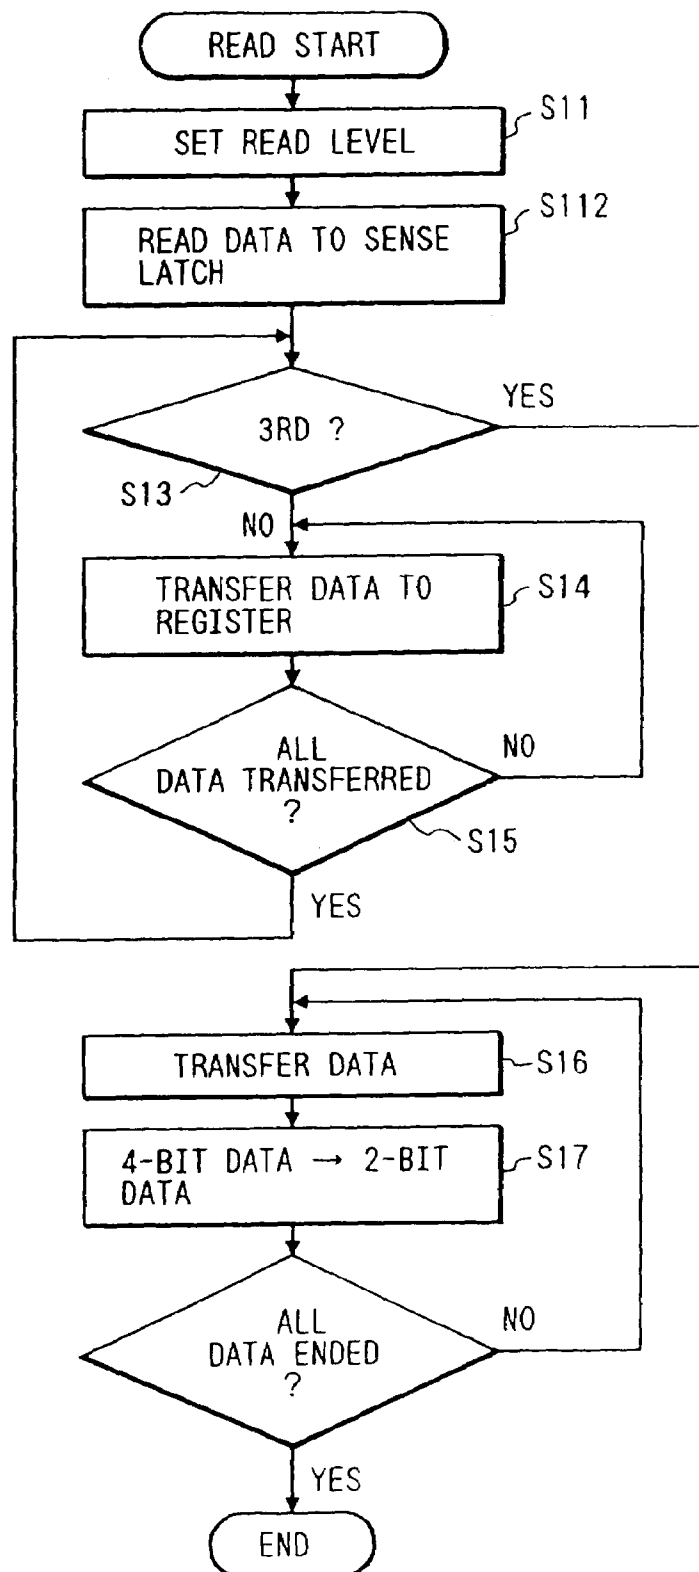 READ START
S11
SET READ LEVEL
S112
READ DATA TO SENSE
LATCH
YES
3RD ?
S13
NO
TRANSFER DATA TO
REGISTER
S14
ALL
DATA TRANSFERRED
?
NO
S15
YES
TRANSFER DATA
S16
4-BIT DATA → 2-BIT
DATA
S17
ALL
DATA ENDED
?
NO
YES
END